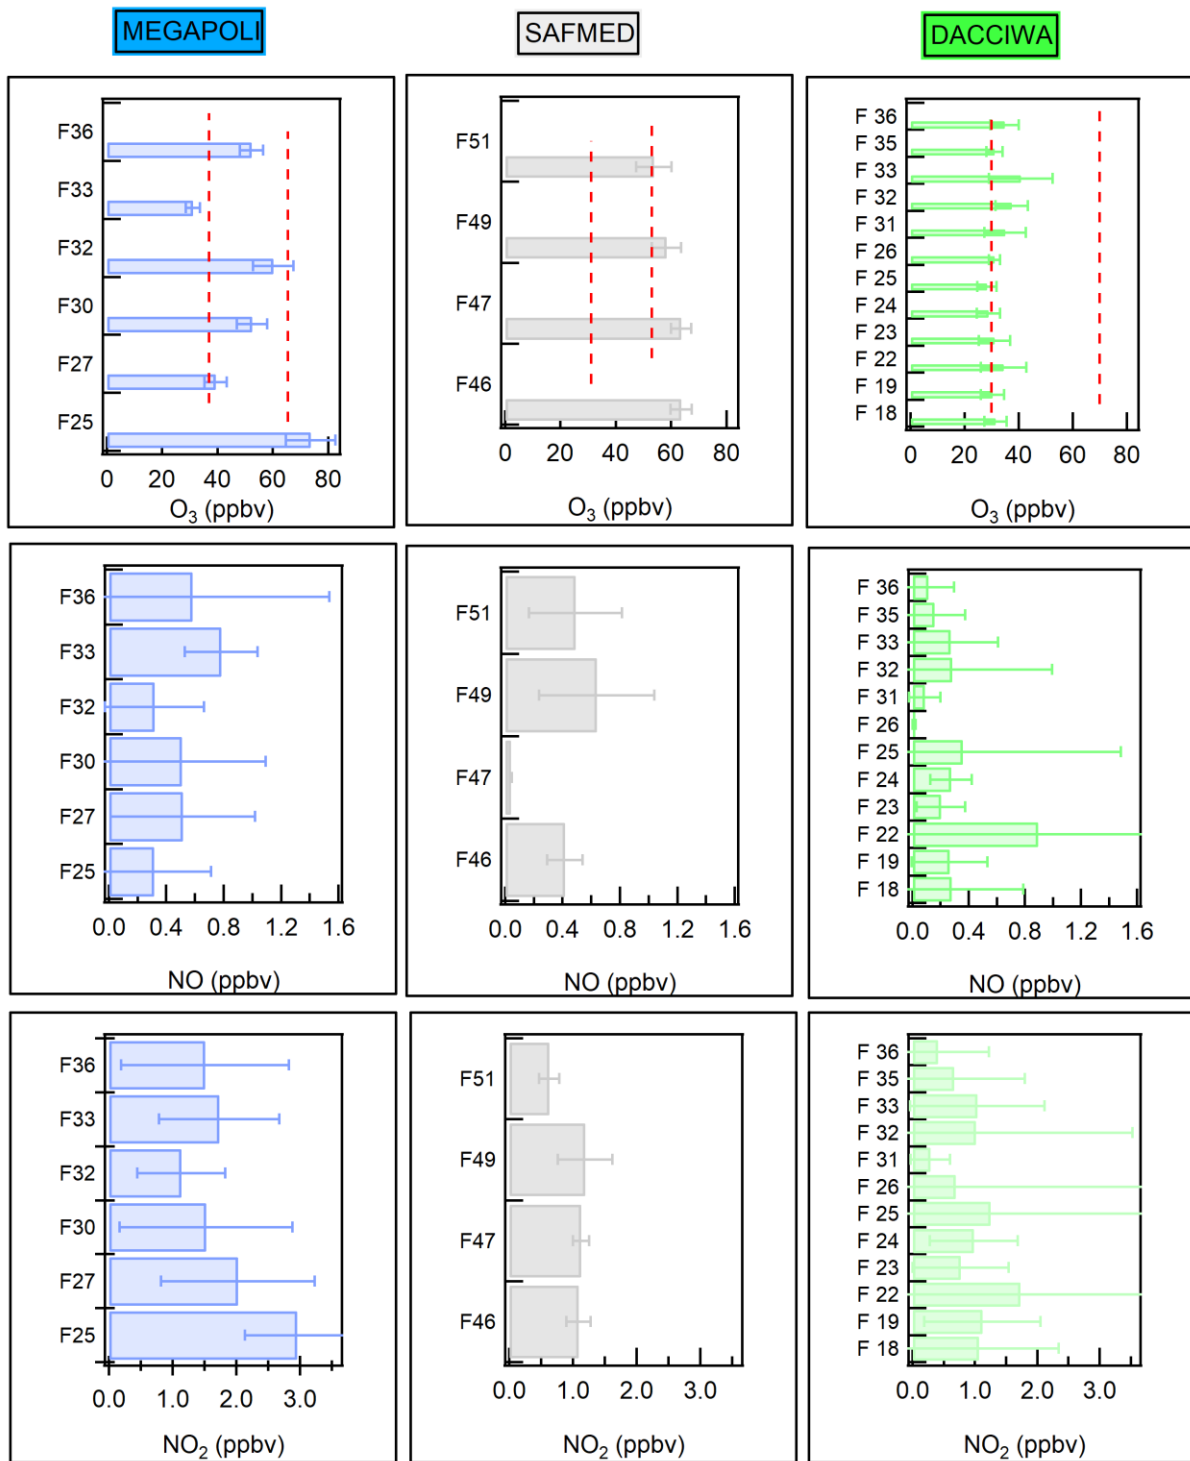 MEGAPOLI
SAFMED
DACCIWA
F36
F33
F32
F30
F27
F25
0 20 40 60 80
O₃ (ppbv)
F51
F49
F47
F46
0 20 40 60 80
O₃ (ppbv)
F 36
F 35
F 33
F 32
F 31
F 26
F 25
F 24
F 23
F 22
F 19
F 18
0 20 40 60 80
O₃ (ppbv)
F36
F33
F32
F30
F27
F25
0.0 0.4 0.8 1.2 1.6
NO (ppbv)
F51
F49
F47
F46
0.0 0.4 0.8 1.2 1.6
NO (ppbv)
F 36
F 35
F 33
F 32
F 31
F 26
F 25
F 24
F 23
F 22
F 19
F 18
0.0 0.4 0.8 1.2 1.6
NO (ppbv)
F36
F33
F32
F30
F27
F25
0.0 1.0 2.0 3.0
NO₂ (ppbv)
F51
F49
F47
F46
0.0 1.0 2.0 3.0
NO₂ (ppbv)
F 36
F 35
F 33
F 32
F 31
F 26
F 25
F 24
F 23
F 22
F 19
F 18
0.0 1.0 2.0 3.0
NO₂ (ppbv)